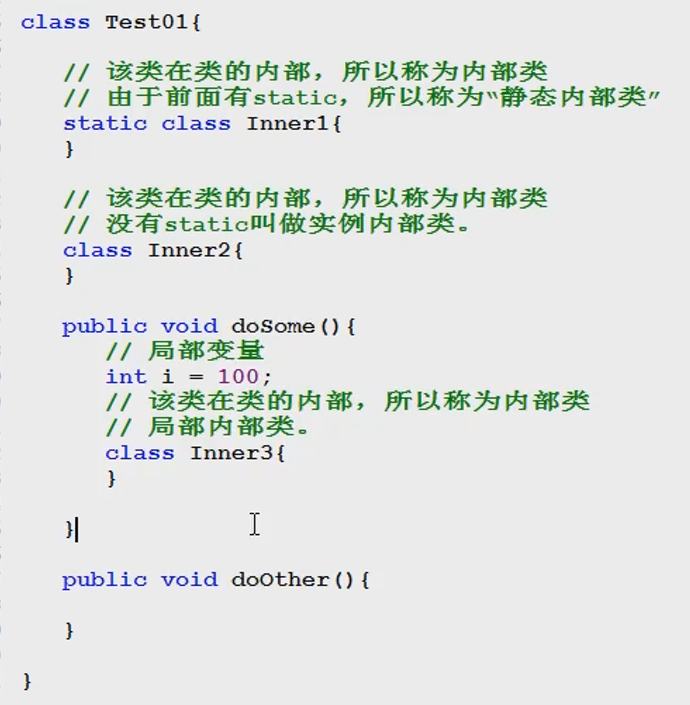 class Test01{
// 该类在类的内部，所以称为内部类
// 由于前面有static，所以称为“静态内部类”
static class Inner1{
}
// 该类在类的内部，所以称为内部类
// 没有static叫做实例内部类。
class Inner2{
}
public void doSome(){
// 局部变量
int i = 100;
// 该类在类的内部，所以称为内部类
// 局部内部类。
class Inner3{
}
}
public void doOther(){
}
}